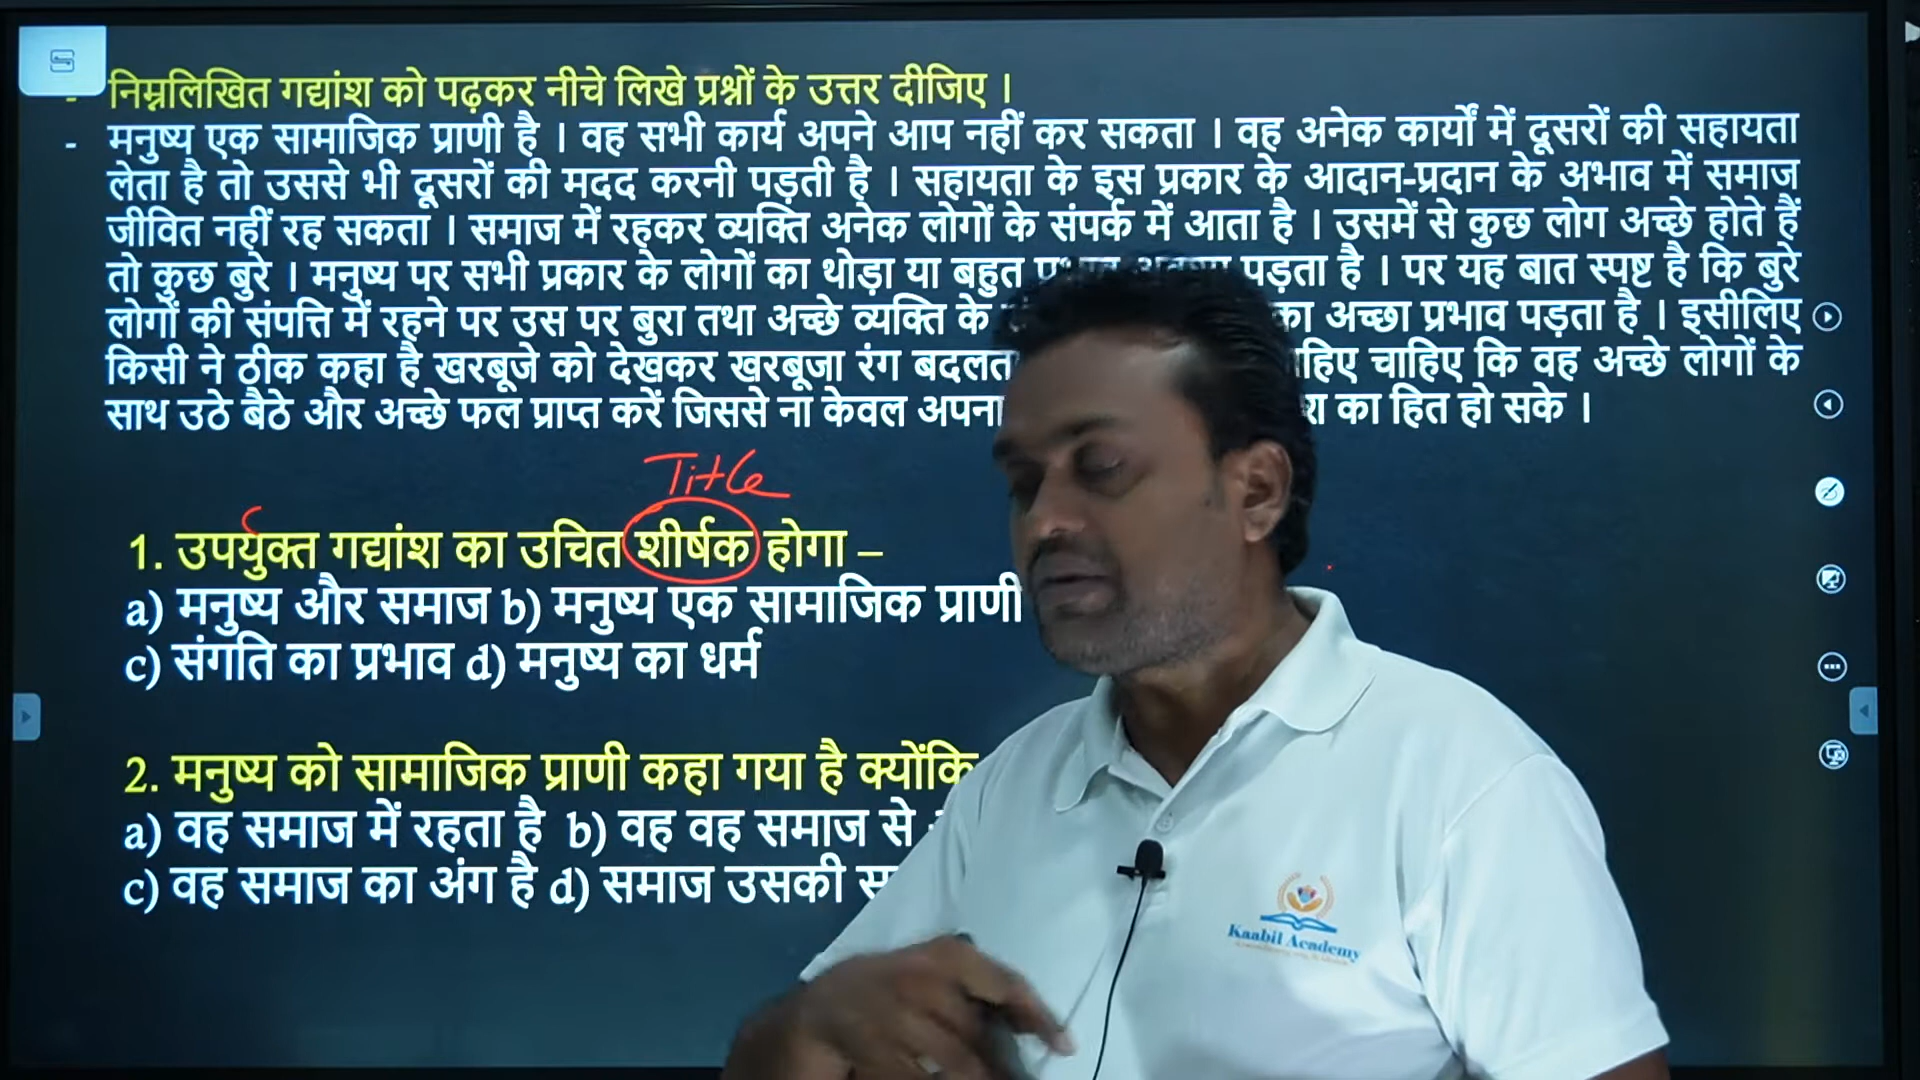 निम्नलिखित गद्यांश को पढ़कर नीचे लिखे प्रश्नों के उत्तर दीजिए ।
- मनुष्य एक सामाजिक प्राणी है । वह सभी कार्य अपने आप नहीं कर सकता । वह अनेक कार्यों में दूसरों की सहायता
लेता है तो उससे भी दूसरों की मदद करनी पड़ती है । सहायता के इस प्रकार के आदान-प्रदान के अभाव में समाज
जीवित नहीं रह सकता । समाज में रहकर व्यक्ति अनेक लोगों के संपर्क में आता है । उसमें से कुछ लोग अच्छे होते हैं
तो कुछ बुरे । मनुष्य पर सभी प्रकार के लोगों का थोड़ा या बहुत पड़ता है । पर यह बात स्पष्ट है कि बुरे
लोगों की संपत्ति में रहने पर उस पर बुरा तथा अच्छे व्यक्ति के का अच्छा प्रभाव पड़ता है । इसीलिए
किसी ने ठीक कहा है खरबूजे को देखकर खरबूजा रंग चाहिए कि वह अच्छे लोगों के
साथ उठे बैठे और अच्छे फल प्राप्त करें जिससे ना केवल अपना का हित हो सके ।
Title
1. उपयुक्त गद्यांश का उचित शीर्षक होगा –
a) मनुष्य और समाज b) मनुष्य एक सामाजिक प्राणी
c) संगति का प्रभाव d) मनुष्य का धर्म
2. मनुष्य को सामाजिक प्राणी कहा गया है क्योंकि
a) वह समाज में रहता है b) वह वह समाज से
c) वह समाज का अंग है d) समाज उसकी
Kaabil Academy